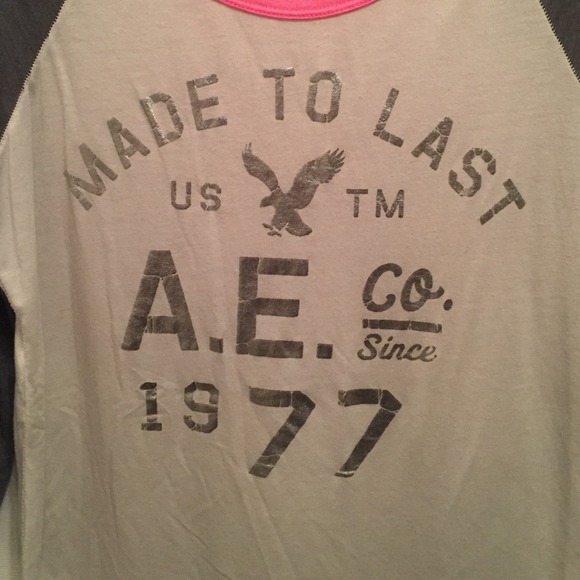 MADE TO LAST
US TM
A.E. Co.
Since
1977